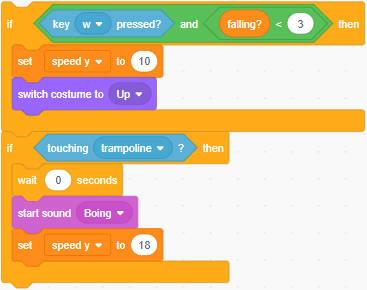 if key w pressed? and falling? < 3 then
set speed y to 10
switch costume to Up
if touching trampoline ? then
wait 0 seconds
start sound Boing
set speed y to 18